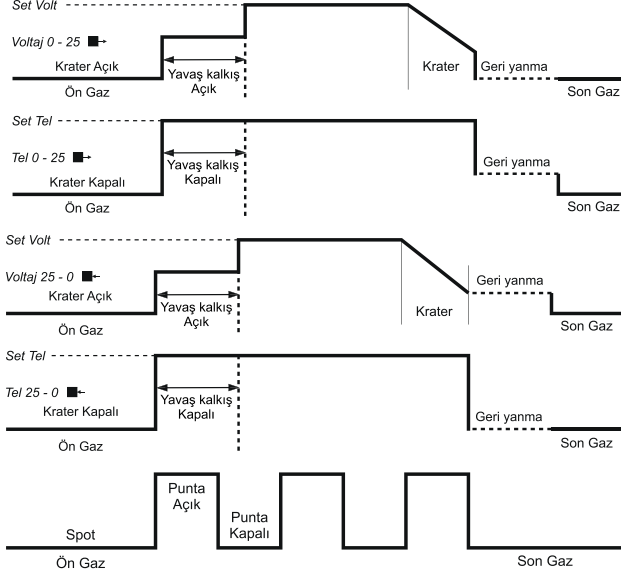 Set Volt
Voltaj 0 - 25
Krater Açık
Yavaş kalkış
Açık
Krater
Geri yanma
Ön Gaz
Son Gaz
Set Tel
Tel 0 - 25
Krater Kapalı
Yavaş kalkış
Kapalı
Geri yanma
Ön Gaz
Son Gaz
Set Volt
Voltaj 25 - 0
Krater Açık
Yavaş kalkış
Açık
Krater
Geri yanma
Ön Gaz
Son Gaz
Set Tel
Tel 25 - 0
Krater Kapalı
Yavaş kalkış
Kapalı
Geri yanma
Ön Gaz
Son Gaz
Punta
Açık
Punta
Kapalı
Spot
Ön Gaz
Son Gaz